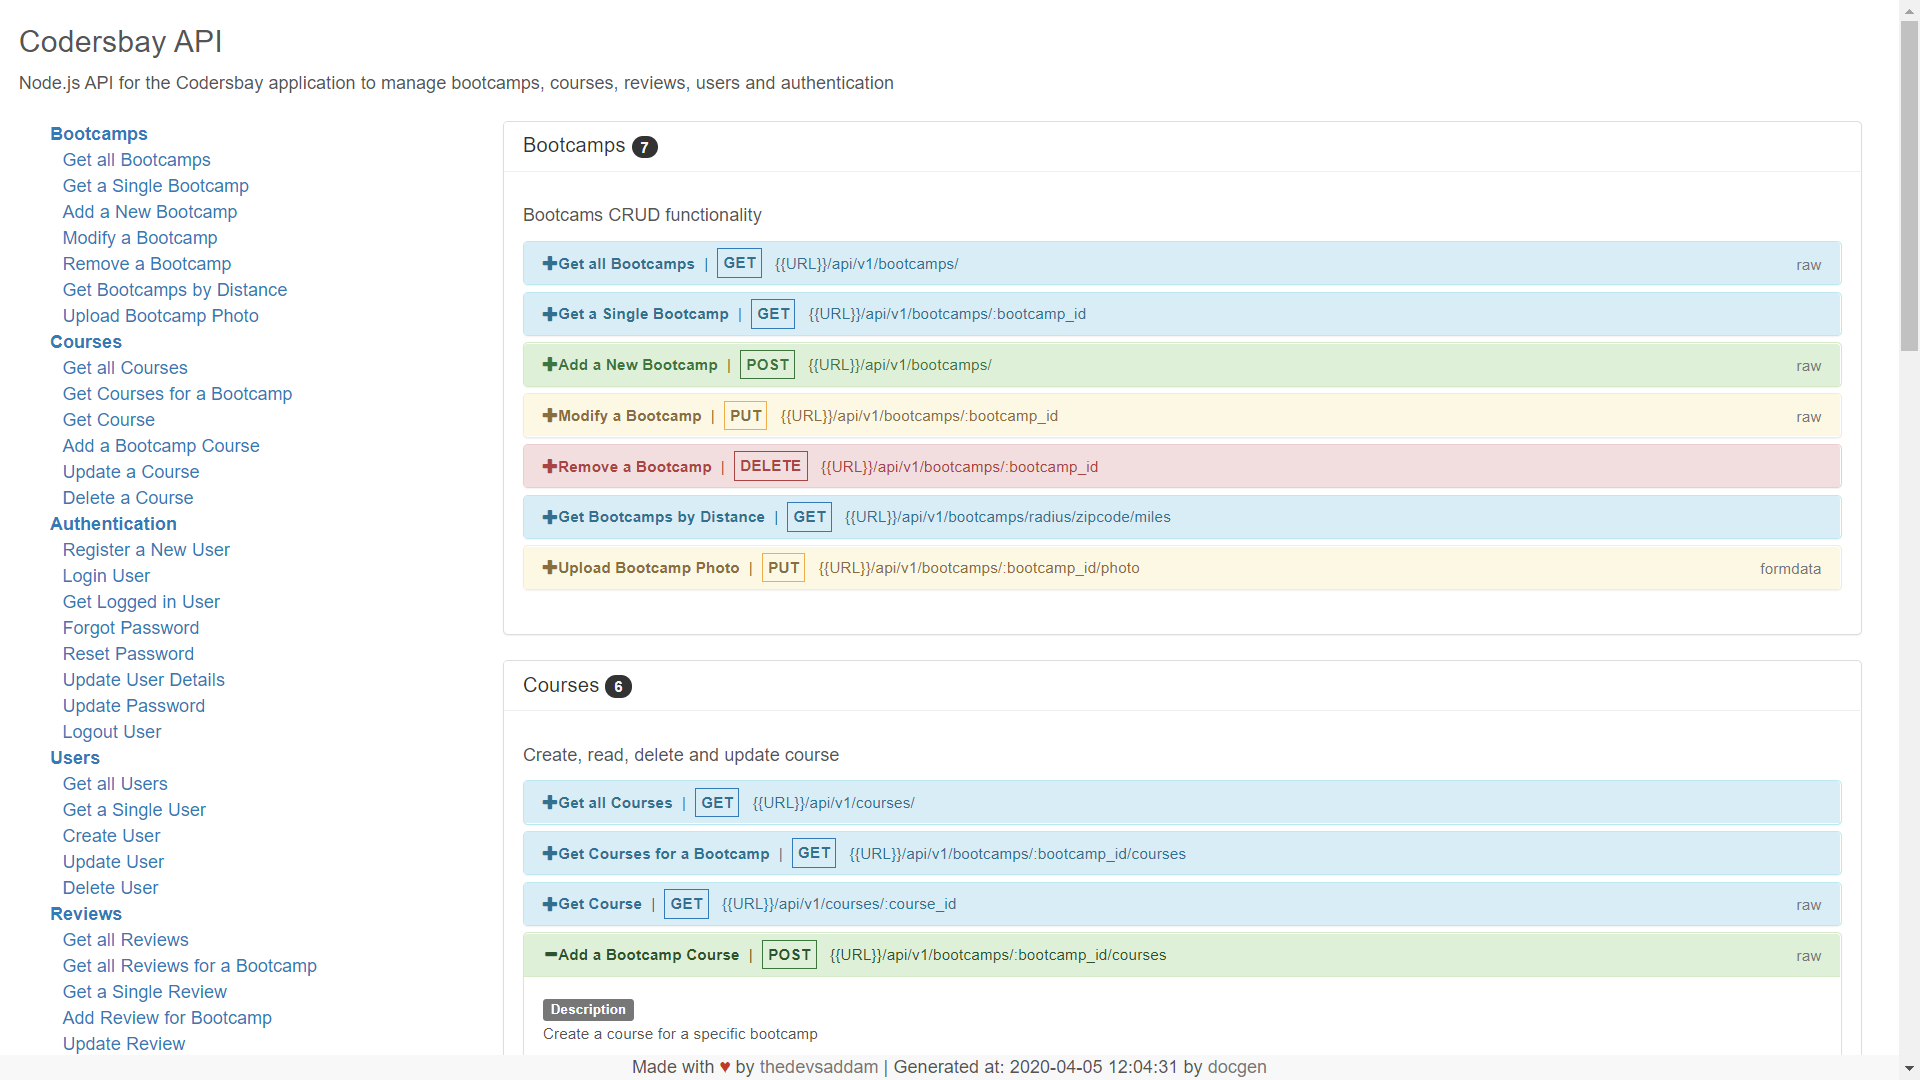 Codersbay API
Node.js API for the Codersbay application to manage bootcamps, courses, reviews, users and authentication
Bootcamps
Get all Bootcamps
Get a Single Bootcamp
Add a New Bootcamp
Modify a Bootcamp
Remove a Bootcamp
Get Bootcamps by Distance
Upload Bootcamp Photo
Courses
Get all Courses
Get Courses for a Bootcamp
Get Course
Add a Bootcamp Course
Update a Course
Delete a Course
Authentication
Register a New User
Login User
Get Logged in User
Forgot Password
Reset Password
Update User Details
Update Password
Logout User
Users
Get all Users
Get a Single User
Create User
Update User
Delete User
Reviews
Get all Reviews
Get all Reviews for a Bootcamp
Get a Single Review
Add Review for Bootcamp
Update Review
Bootcamps 7
Bootcams CRUD functionality
Get all Bootcamps | GET {{URL}}/api/v1/bootcamps/ raw
Get a Single Bootcamp | GET {{URL}}/api/v1/bootcamps/:bootcamp_id
Add a New Bootcamp | POST {{URL}}/api/v1/bootcamps/ raw
Modify a Bootcamp | PUT {{URL}}/api/v1/bootcamps/:bootcamp_id raw
Remove a Bootcamp | DELETE {{URL}}/api/v1/bootcamps/:bootcamp_id
Get Bootcamps by Distance | GET {{URL}}/api/v1/bootcamps/radius/zipcode/miles
Upload Bootcamp Photo | PUT {{URL}}/api/v1/bootcamps/:bootcamp_id/photo formdata
Courses 6
Create, read, delete and update course
Get all Courses | GET {{URL}}/api/v1/courses/
Get Courses for a Bootcamp | GET {{URL}}/api/v1/bootcamps/:bootcamp_id/courses
Get Course | GET {{URL}}/api/v1/courses/:course_id raw
Add a Bootcamp Course | POST {{URL}}/api/v1/bootcamps/:bootcamp_id/courses raw
Description
Create a course for a specific bootcamp
Made with ♥ by thedevsaddam | Generated at: 2020-04-05 12:04:31 by docgen